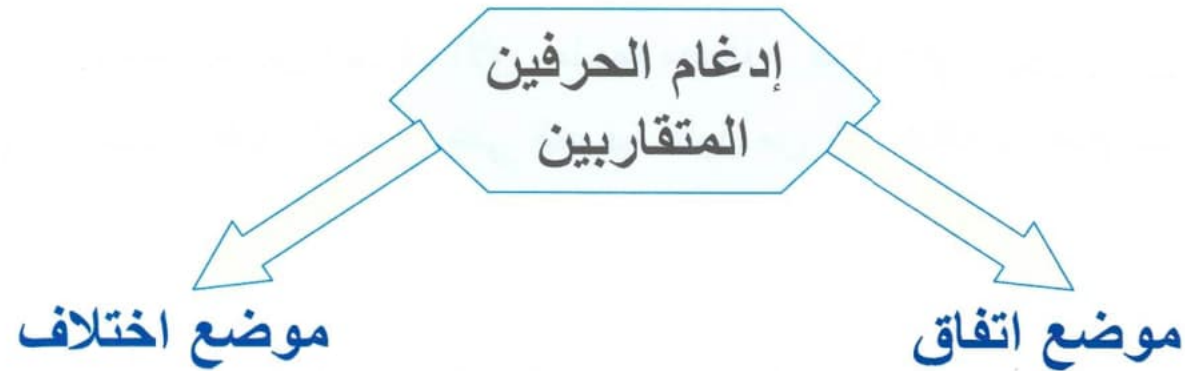 إدغام الحرفين
المتقاربين
موضع اتفاق
موضع اختلاف